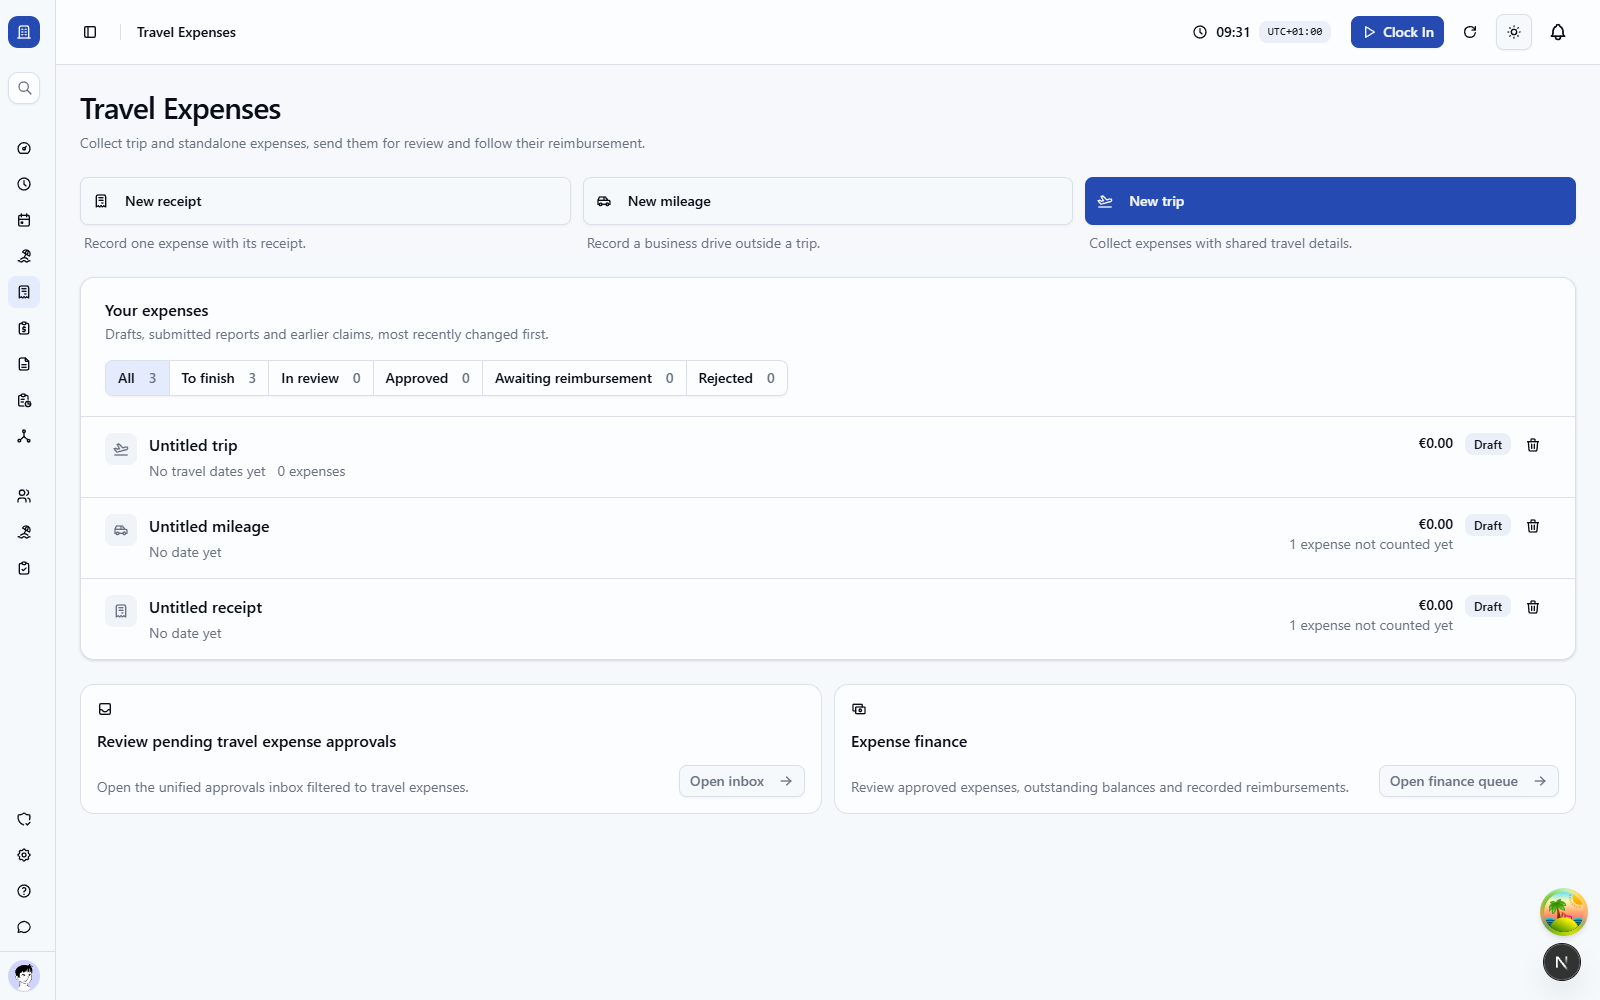 Travel Expenses
09:31
UTC+01:00
Clock In
Travel Expenses
Collect trip and standalone expenses, send them for review and follow their reimbursement.
New receipt
New mileage
New trip
Record one expense with its receipt.
Record a business drive outside a trip.
Collect expenses with shared travel details.
Your expenses
Drafts, submitted reports and earlier claims, most recently changed first.
All 3
To finish 3
In review 0
Approved 0
Awaiting reimbursement 0
Rejected 0
Untitled trip
€0.00
Draft
No travel dates yet 0 expenses
Untitled mileage
€0.00
Draft
No date yet
1 expense not counted yet
Untitled receipt
€0.00
Draft
No date yet
1 expense not counted yet
Review pending travel expense approvals
Open the unified approvals inbox filtered to travel expenses.
Open inbox
Expense finance
Review approved expenses, outstanding balances and recorded reimbursements.
Open finance queue
N